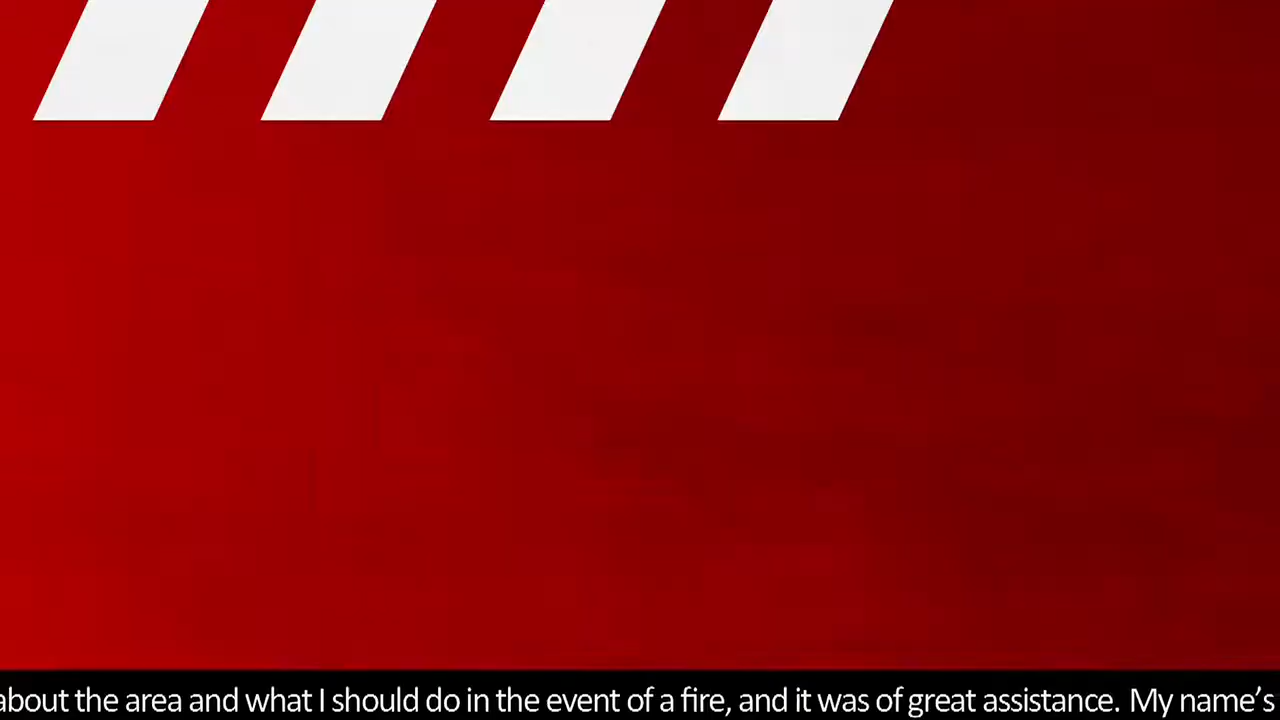 about the area and what I should do in the event of a fire, and it was of great assistance. My name's